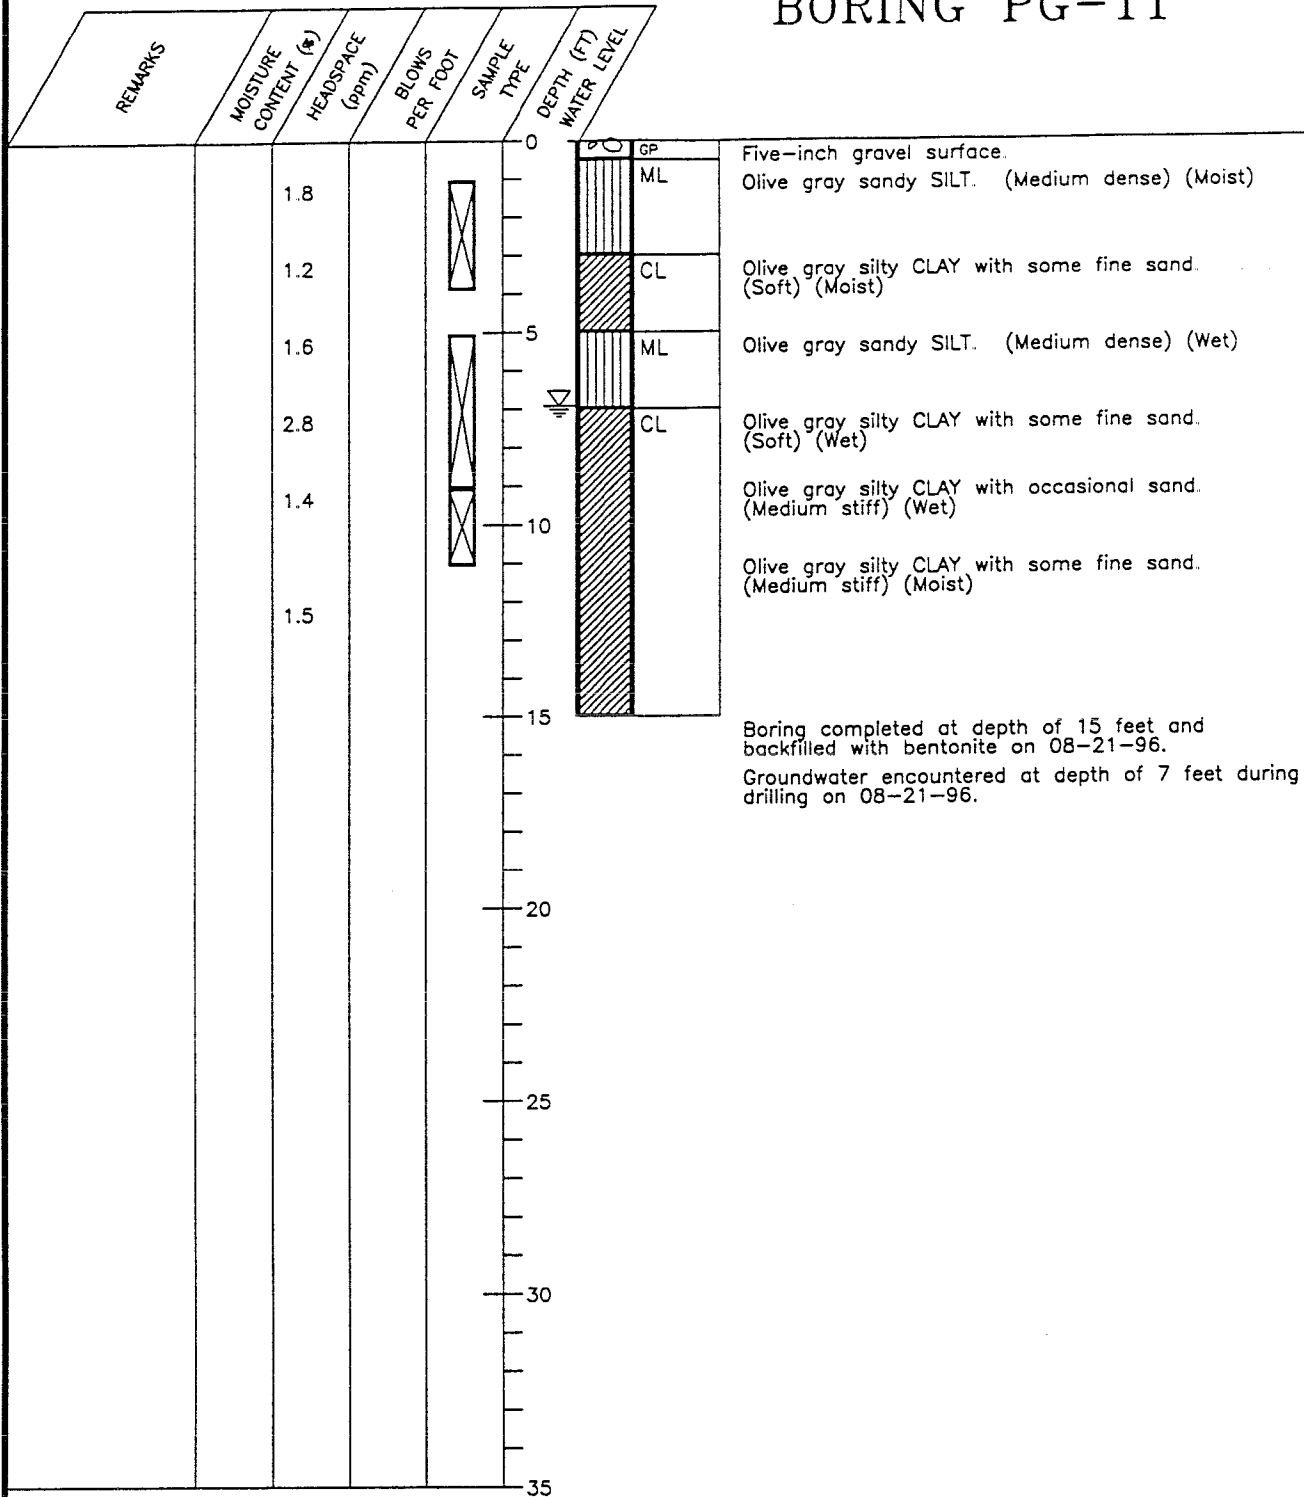 BORING PG-11
REMARKS
MOISTURE
CONTENT (%)
HEADSPACE
(ppm)
BLOWS
PER FOOT
SAMPLE
TYPE
DEPTH (FT)
WATER LEVEL
0
GP
Five-inch gravel surface.
1.8
ML
Olive gray sandy SILT. (Medium dense) (Moist)
1.2
CL
Olive gray silty CLAY with some fine sand.
(Soft) (Moist)
5
1.6
ML
Olive gray sandy SILT. (Medium dense) (Wet)
2.8
CL
Olive gray silty CLAY with some fine sand.
(Soft) (Wet)
1.4
Olive gray silty CLAY with occasional sand.
(Medium stiff) (Wet)
10
Olive gray silty CLAY with some fine sand.
(Medium stiff) (Moist)
1.5
15
Boring completed at depth of 15 feet and
backfilled with bentonite on 08-21-96.
Groundwater encountered at depth of 7 feet during
drilling on 08-21-96.
20
25
30
35